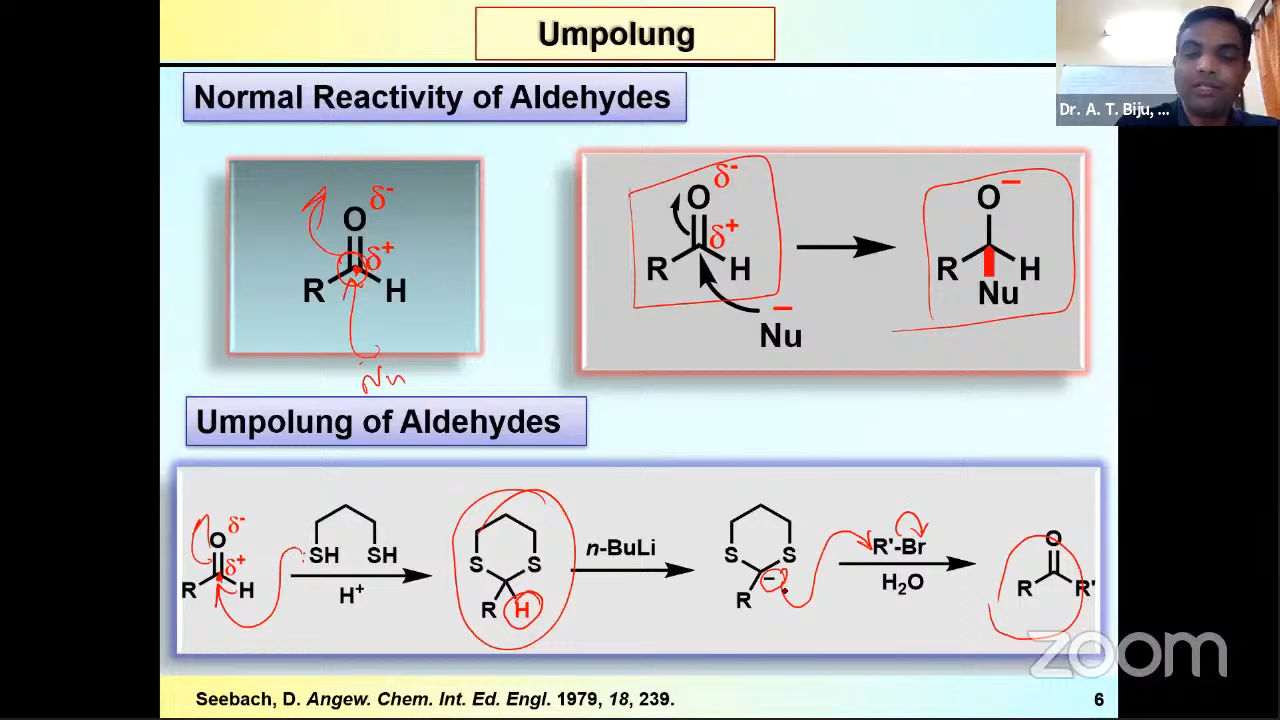 Umpolung
Dr. A. T. Biju, ...
Normal Reactivity of Aldehydes
O δ-
δ+
R H
Nu
O δ-
δ+
R H
−
Nu
O −
R H
Nu
Umpolung of Aldehydes
O δ-
δ+
R H
SH SH
H+
S S
R H
n-BuLi
S S
−
R
R'-Br
H2O
O
R R'
zoom
Seebach, D. Angew. Chem. Int. Ed. Engl. 1979, 18, 239.
6